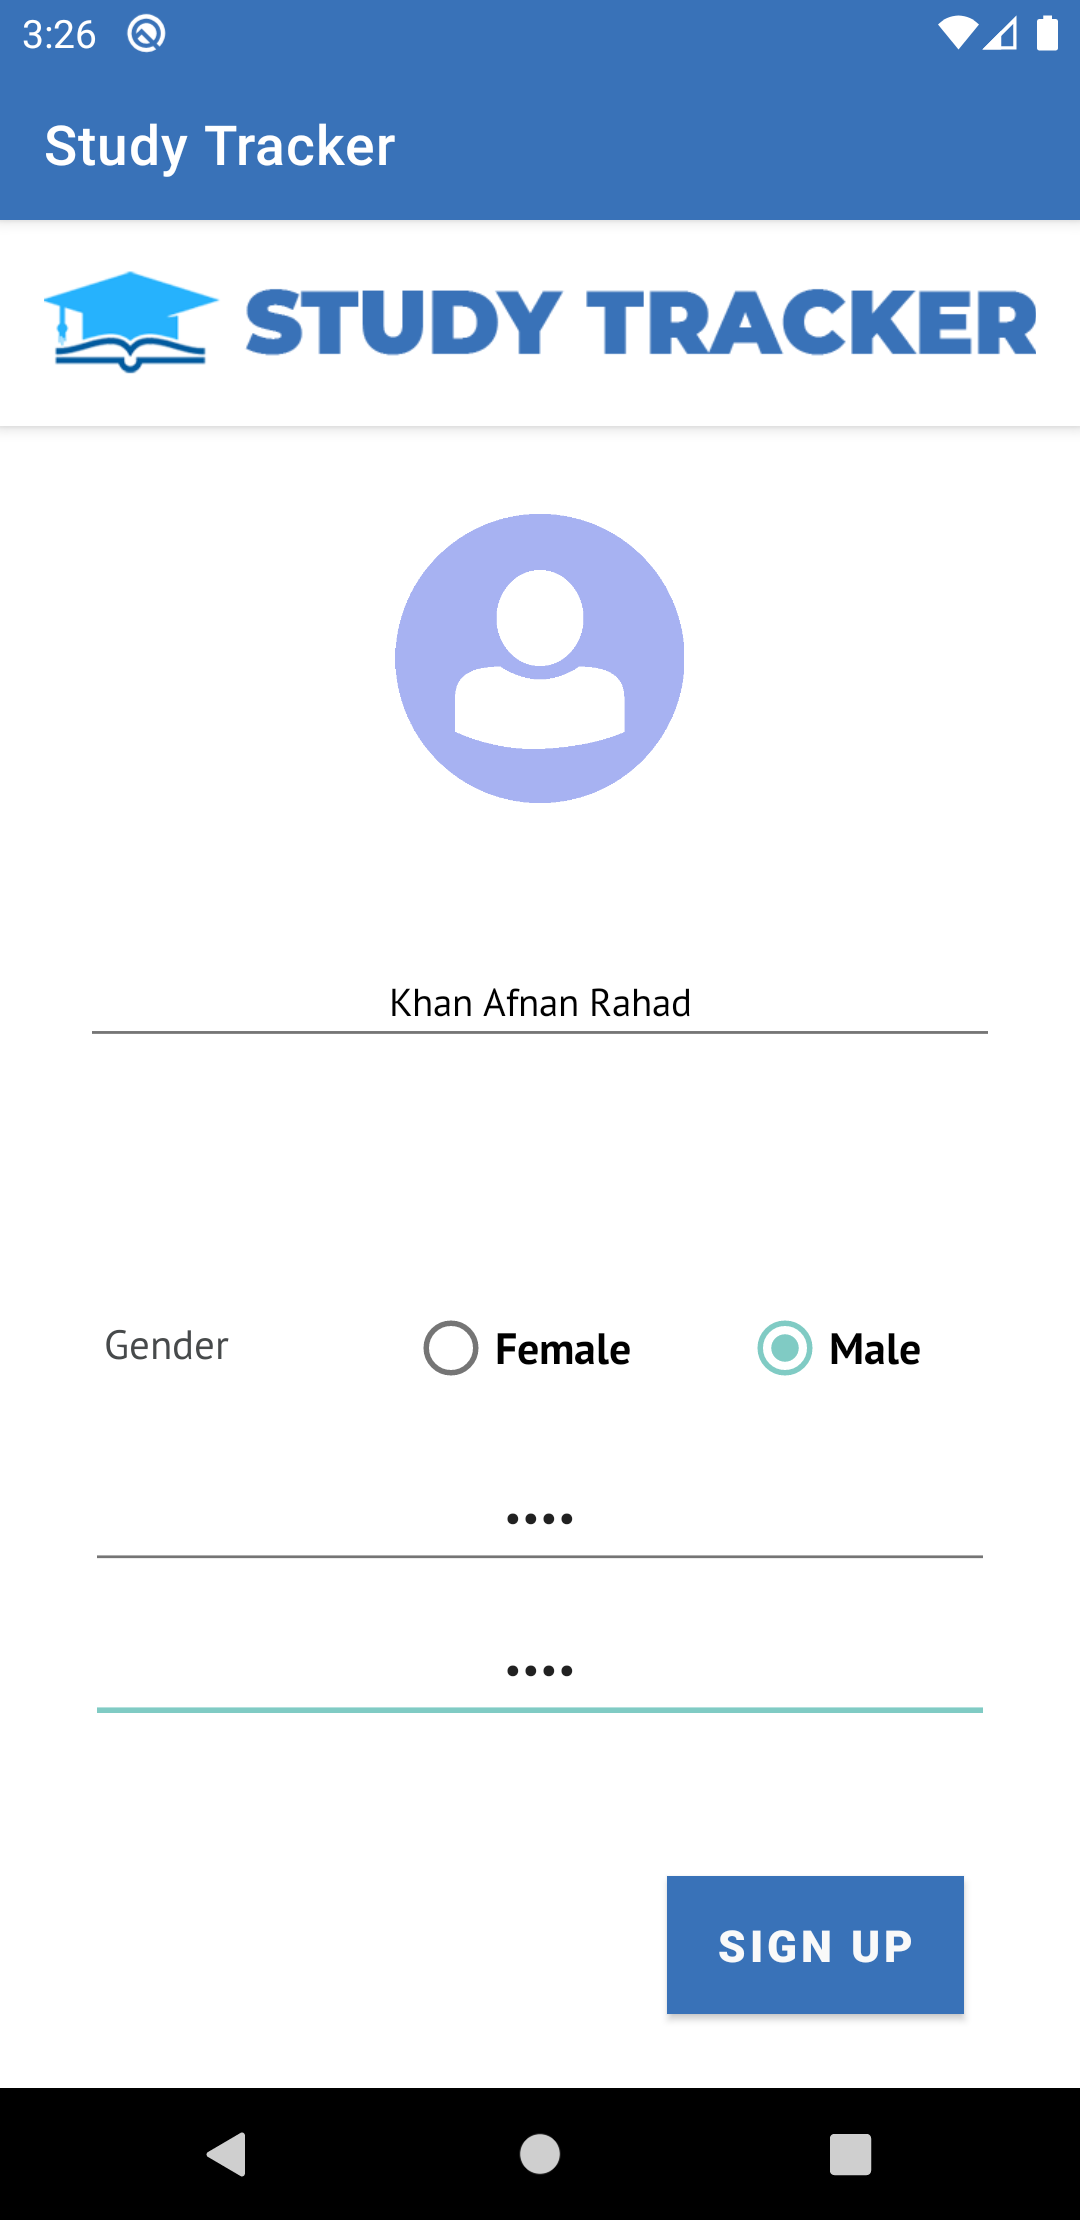 3:26
Study Tracker
STUDY TRACKER
Khan Afnan Rahad
Gender Female Male
••••
••••
SIGN UP